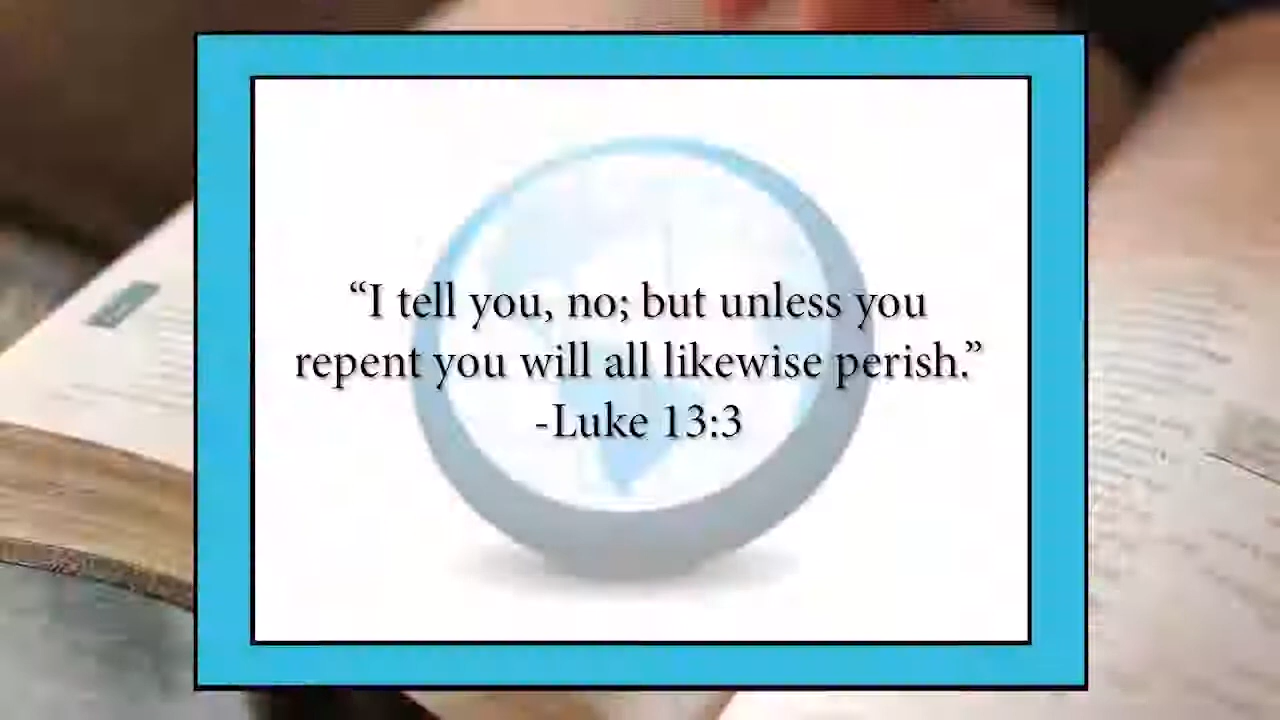 “I tell you, no; but unless you
repent you will all likewise perish.”
-Luke 13:3